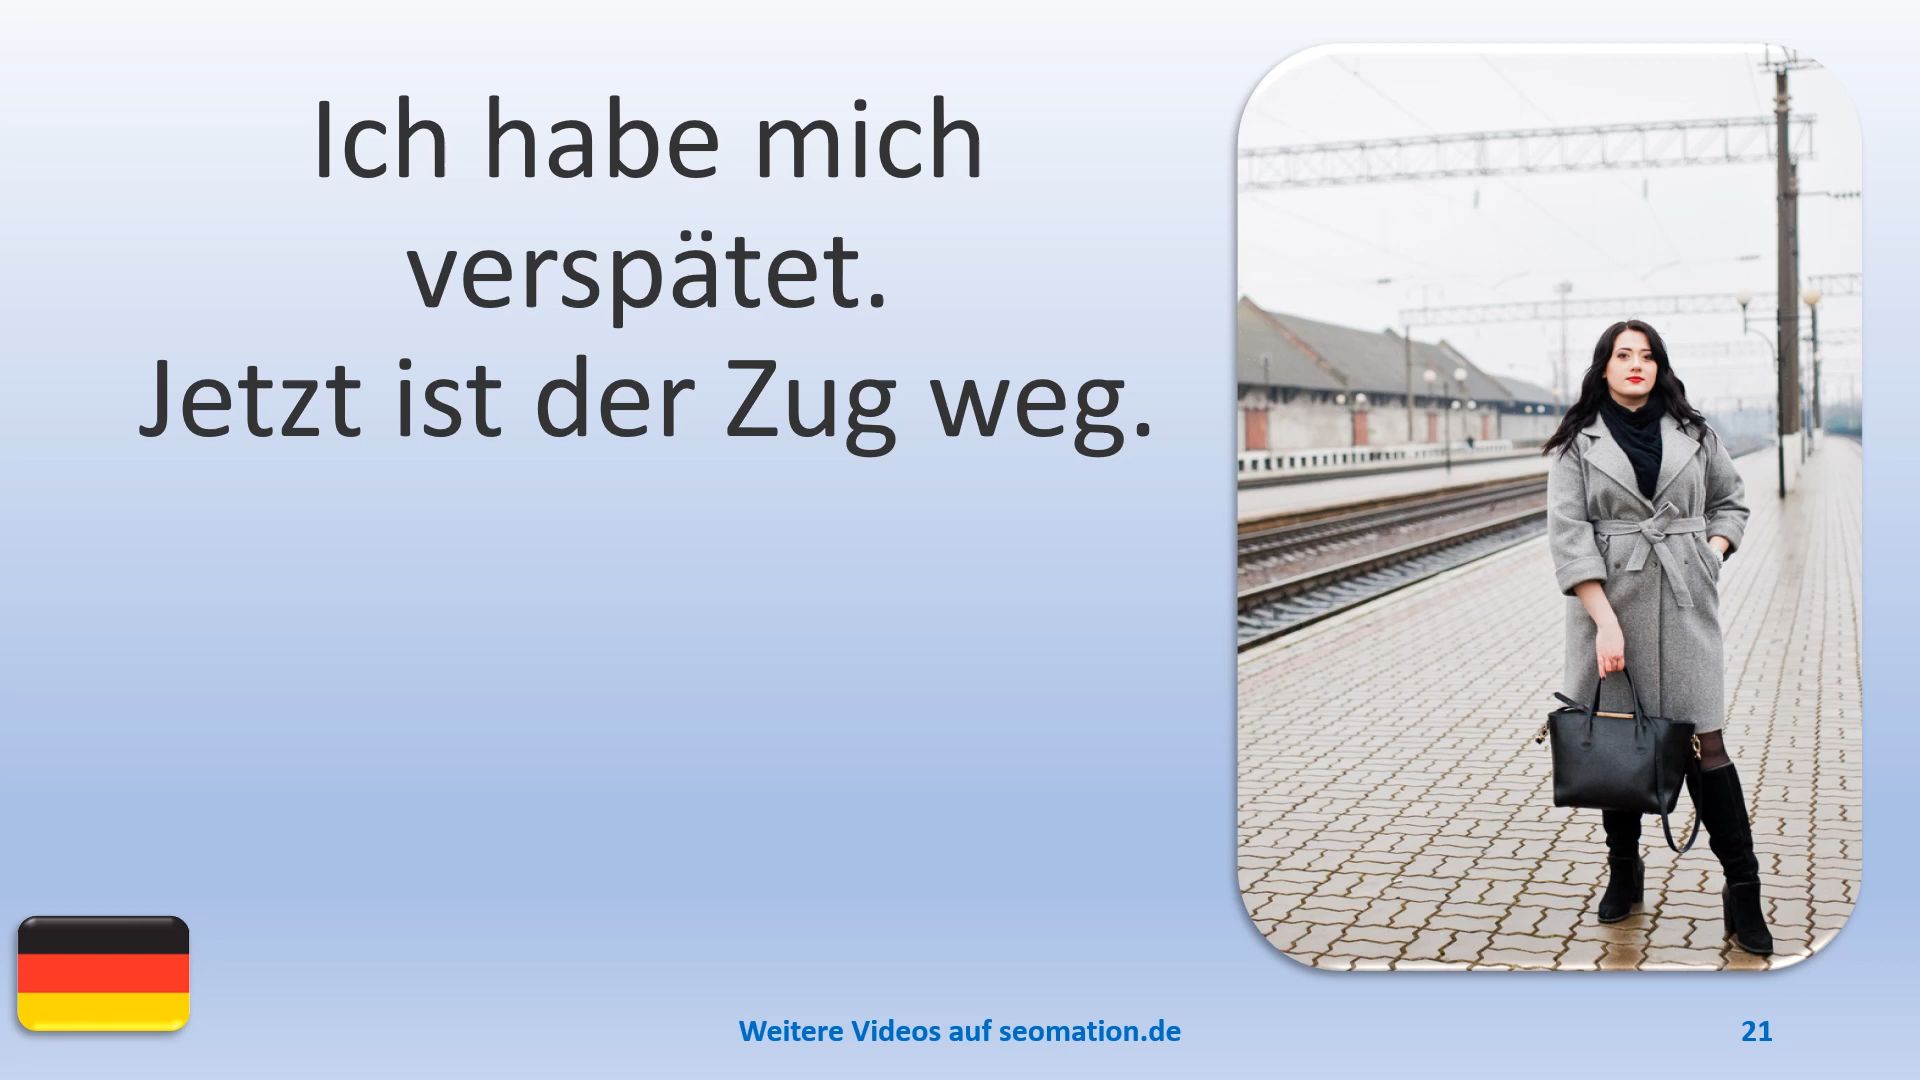 Ich habe mich
verspätet.
Jetzt ist der Zug weg.
Weitere Videos auf seomation.de
21